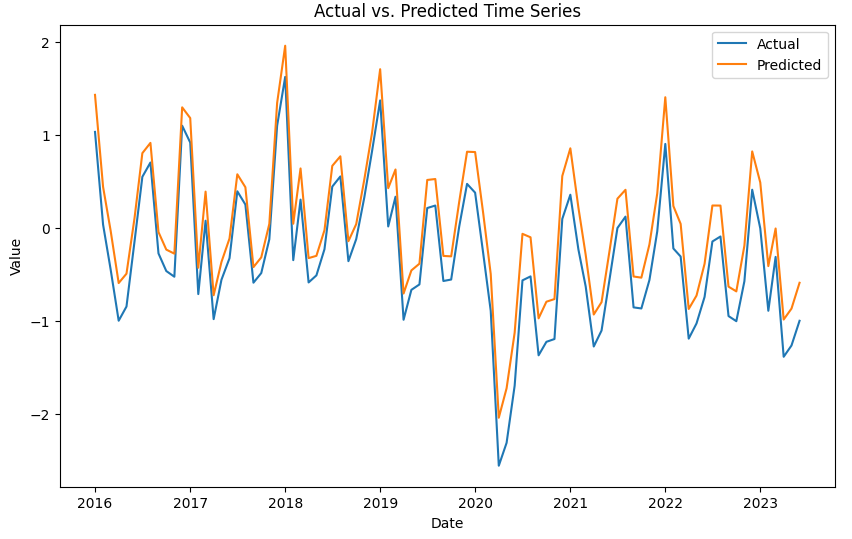 Actual vs. Predicted Time Series
Actual
Predicted
Value
2
1
0
−1
−2
2016 2017 2018 2019 2020 2021 2022 2023
Date